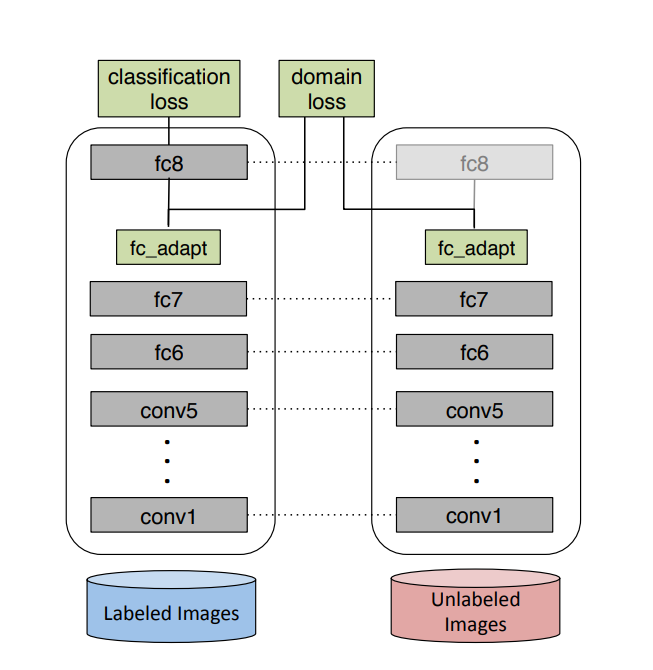 classification
loss
domain
loss
fc8
fc8
fc_adapt
fc_adapt
fc7
fc7
fc6
fc6
conv5
conv5
conv1
conv1
Labeled Images
Unlabeled
Images